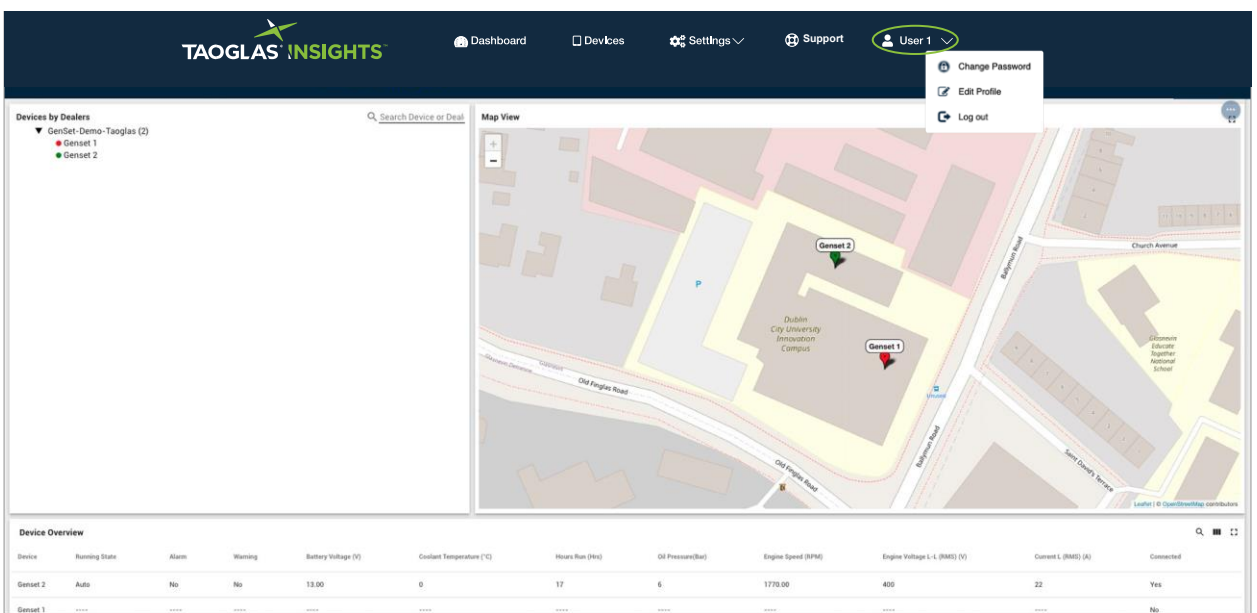 TAOGLAS INSIGHTS
Dashboard
Devices
Settings
Support
User 1
Change Password
Edit Profile
Log out
Devices by Dealers
Search Device or Deal
GenSet-Demo-Taoglas (2)
Genset 1
Genset 2
Map View
+
−
Genset 2
Genset 1
P
Dublin
City University
Innovation
Campus
Ballymun Road
Church Avenue
Glasnevin
Educate
Together
National
School
Old Finglas Road
Ballymun Road
Old Finglas Road
Saint David's Terrace
Leaflet | © OpenStreetMap contributors
Device Overview
Device Running State Alarm Warning Battery Voltage (V) Coolant Temperature (°C) Hours Run (Hrs) Oil Pressure(Bar) Engine Speed (RPM) Engine Voltage L-L (RMS) (V) Current L (RMS) (A) Connected
Genset 2 Auto No No 13.00 0 17 6 1770.00 400 22 Yes
Genset 1 ---- ---- ---- ---- ---- ---- ---- ---- ---- ---- No